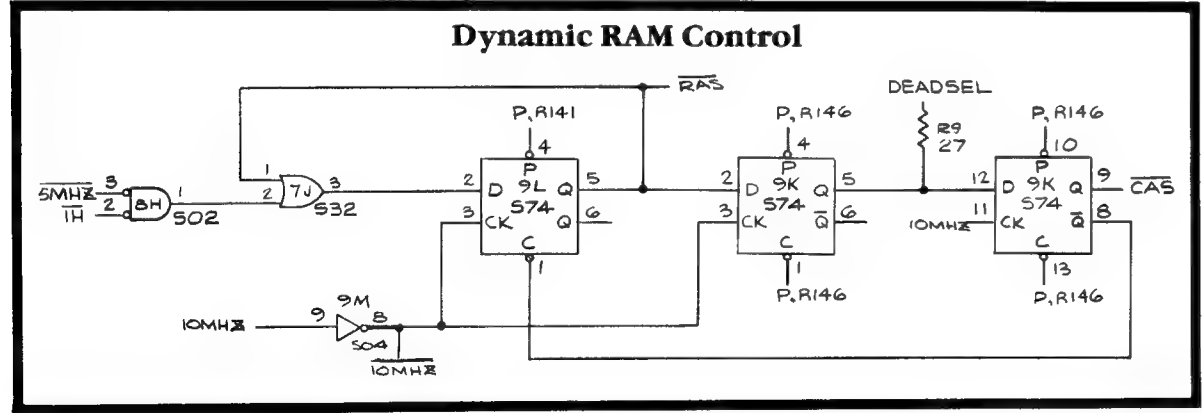 Dynamic RAM Control
RAS
DEADSEL
P, R141
P, R146
P, R146
4
4
R9
27
10
1
2
7J
3
S32
5MHZ
3
1H
2
8H
1
S02
2
D
P
9L
S74
Q
5
3
CK
C
Q
6
1
2
D
P
9K
S74
Q
5
3
CK
C
Q
6
1
P, R146
12
D
P
9K
S74
Q
9
CAS
10MHZ
11
CK
C
Q
8
13
P, R146
10MHZ
9
9M
8
S04
10MHZ